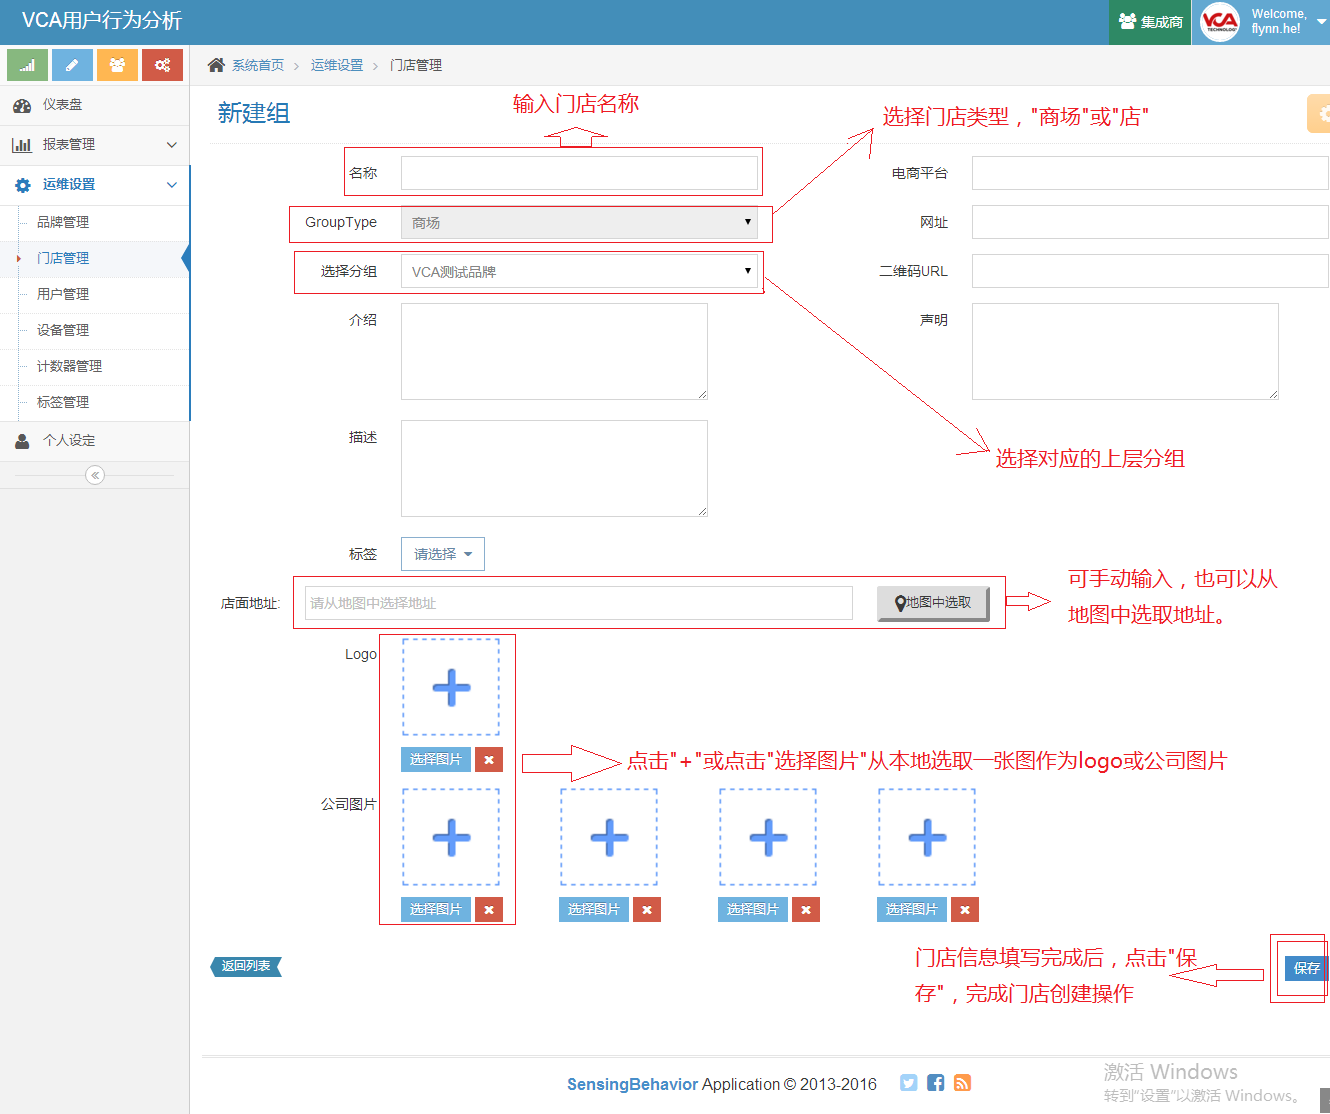 VCA用户行为分析
集成商
VCA
TECHNOLOGY
Welcome,
flynn.he!
系统首页 > 运维设置 > 门店管理
仪表盘
报表管理
运维设置
品牌管理
门店管理
用户管理
设备管理
计数器管理
标签管理
个人设定
新建组
输入门店名称
选择门店类型，"商场"或"店"
名称
电商平台
GroupType
商场
网址
选择分组
VCA测试品牌
二维码URL
介绍
声明
选择对应的上层分组
描述
标签
请选择
店面地址:
请从地图中选择地址
地图中选取
可手动输入，也可以从
地图中选取地址。
Logo
选择图片
点击"+"或点击"选择图片"从本地选取一张图作为logo或公司图片
公司图片
选择图片
选择图片
选择图片
选择图片
返回列表
门店信息填写完成后，点击"保
存"，完成门店创建操作
保存
SensingBehavior Application © 2013-2016
激活 Windows
转到"设置"以激活 Windows。